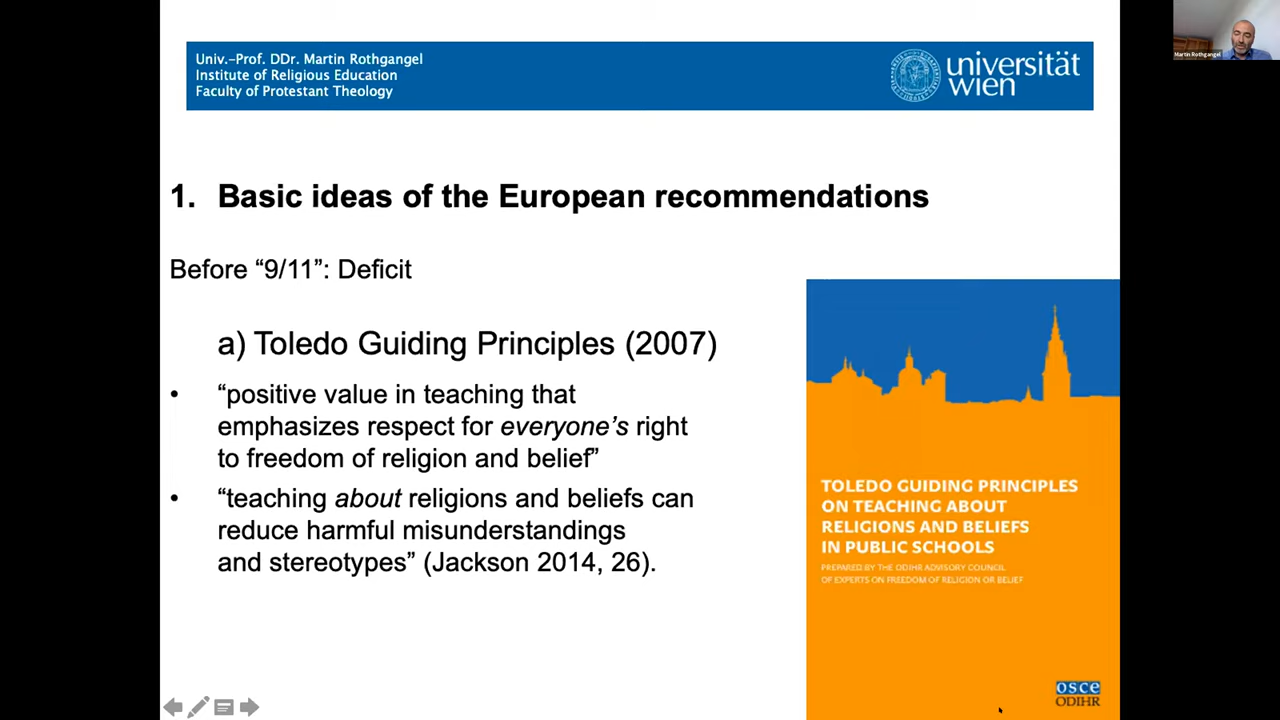 Univ.-Prof. DDr. Martin Rothgangel
Institute of Religious Education
Faculty of Protestant Theology
universität
wien
Martin Rothgangel
1. Basic ideas of the European recommendations
Before “9/11”: Deficit
a) Toledo Guiding Principles (2007)
• “positive value in teaching that
emphasizes respect for everyone’s right
to freedom of religion and belief”
• “teaching about religions and beliefs can
reduce harmful misunderstandings
and stereotypes” (Jackson 2014, 26).
TOLEDO GUIDING PRINCIPLES
ON TEACHING ABOUT
RELIGIONS AND BELIEFS
IN PUBLIC SCHOOLS
PREPARED BY THE ODIHR ADVISORY COUNCIL
OF EXPERTS ON FREEDOM OF RELIGION OR BELIEF
osce
ODIHR